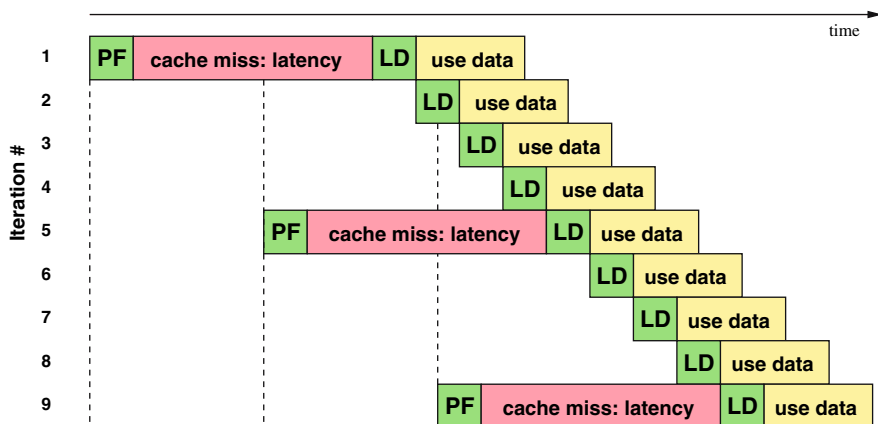 time
Iteration #
1 PF cache miss: latency LD use data
2 LD use data
3 LD use data
4 LD use data
5 PF cache miss: latency LD use data
6 LD use data
7 LD use data
8 LD use data
9 PF cache miss: latency LD use data